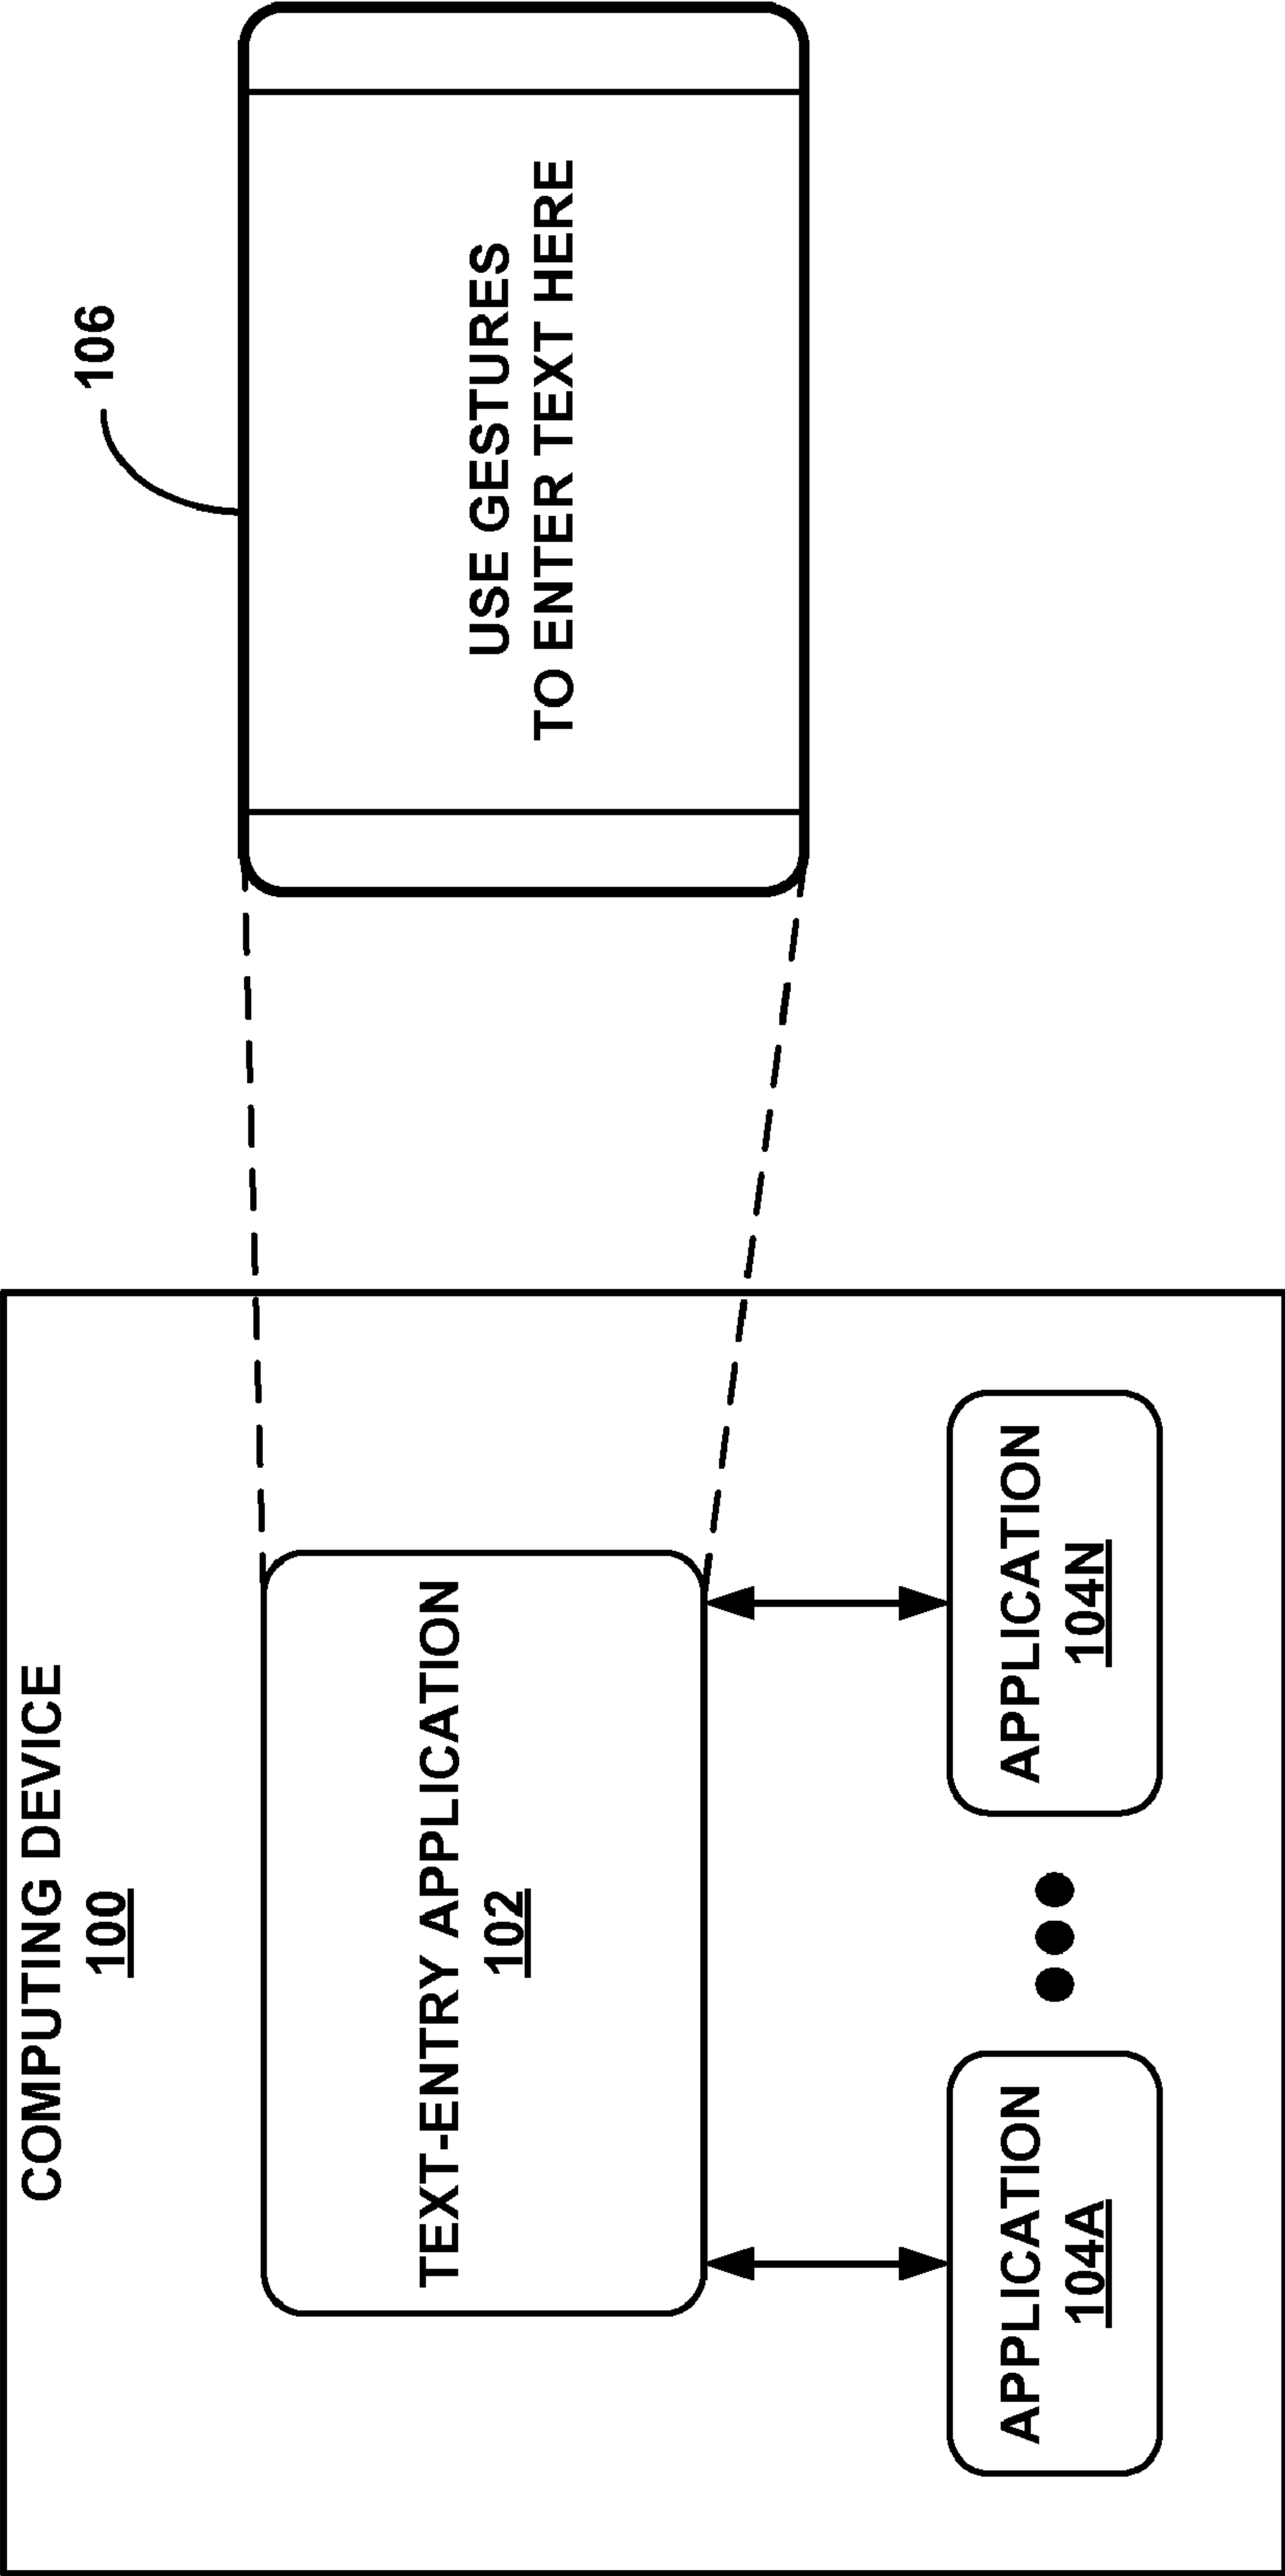 COMPUTING DEVICE
100
TEXT-ENTRY APPLICATION
102
APPLICATION
104A
APPLICATION
104N
106
USE GESTURES
TO ENTER TEXT HERE